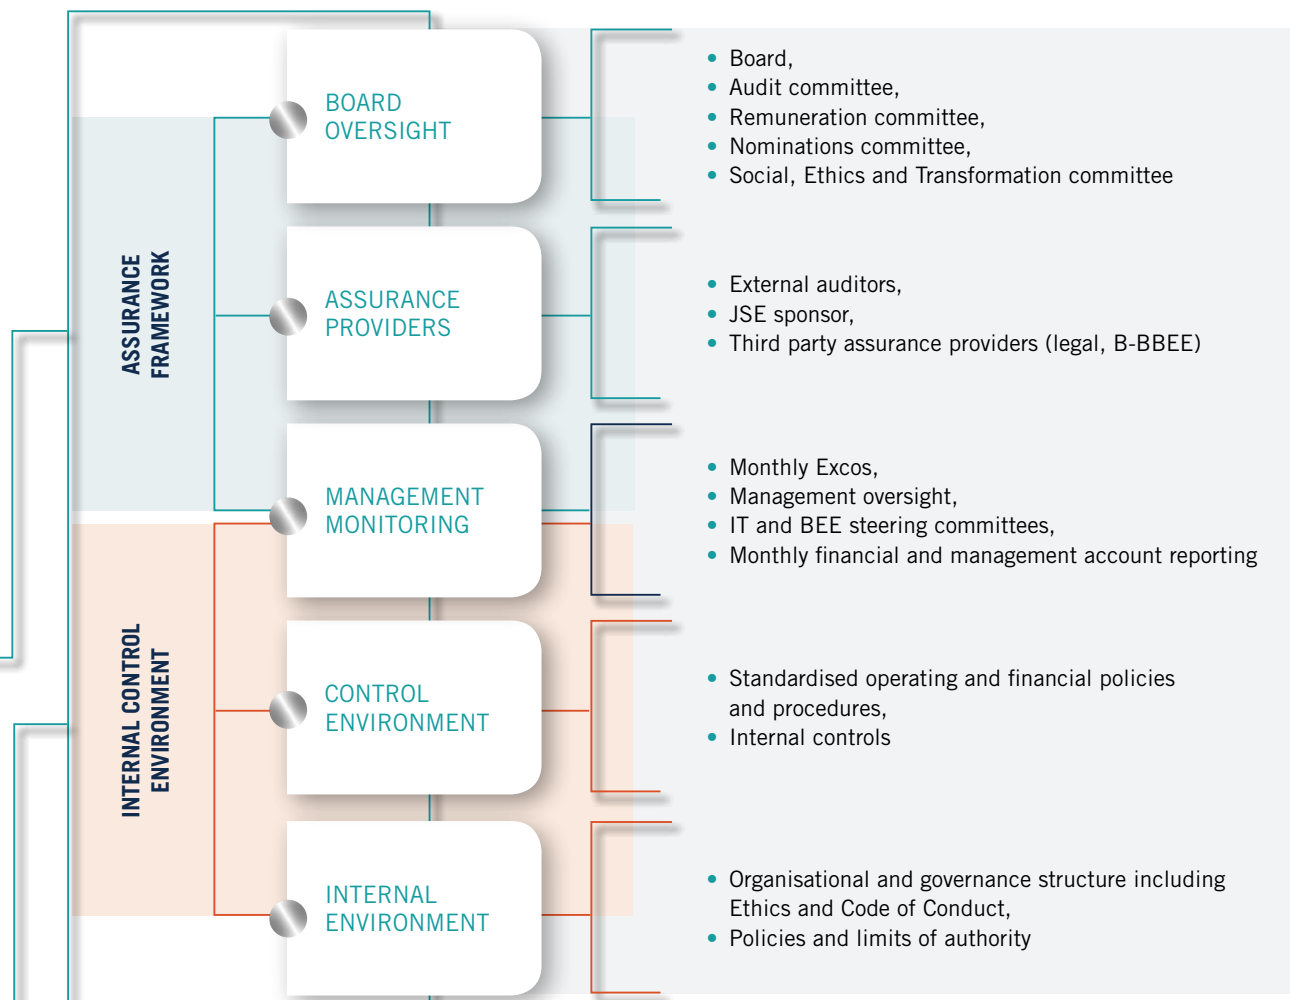 ASSURANCE
FRAMEWORK
BOARD
OVERSIGHT
• Board,
• Audit committee,
• Remuneration committee,
• Nominations committee,
• Social, Ethics and Transformation committee
ASSURANCE
PROVIDERS
• External auditors,
• JSE sponsor,
• Third party assurance providers (legal, B-BBEE)
MANAGEMENT
MONITORING
• Monthly Excos,
• Management oversight,
• IT and BEE steering committees,
• Monthly financial and management account reporting
INTERNAL CONTROL
ENVIRONMENT
CONTROL
ENVIRONMENT
• Standardised operating and financial policies
and procedures,
• Internal controls
INTERNAL
ENVIRONMENT
• Organisational and governance structure including
Ethics and Code of Conduct,
• Policies and limits of authority